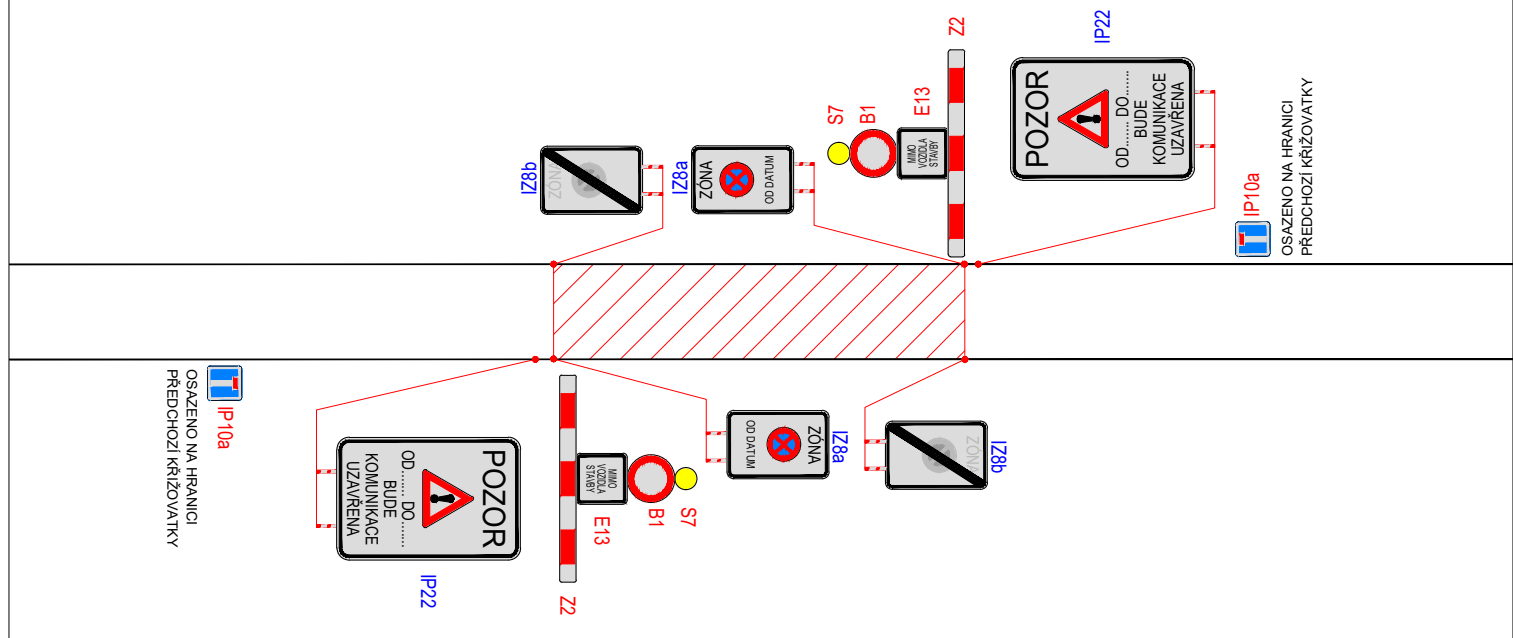 Z2
IP22
POZOR
OD....... DO.......
BUDE
KOMUNIKACE
UZAVŘENA
S7
B1
E13
MIMO
VOZIDLA
STAVBY
IZ8b
ZÓNA
IZ8a
ZÓNA
OD DATUM
IP10a
OSAZENO NA HRANICI
PŘEDCHOZÍ KŘIŽOVATKY
IP10a
OSAZENO NA HRANICI
PŘEDCHOZÍ KŘIŽOVATKY
POZOR
OD....... DO.......
BUDE
KOMUNIKACE
UZAVŘENA
IP22
MIMO
VOZIDLA
STAVBY
E13
B1
S7
Z2
ZÓNA
OD DATUM
IZ8a
ZÓNA
IZ8b